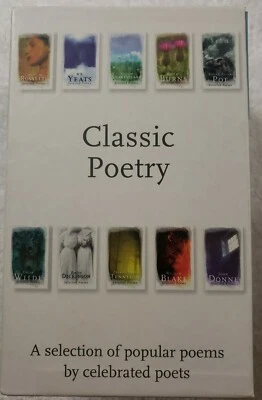 YEATS
BURNS
POE
Classic
Poetry
WILDE
DICKINSON
TENNYSON
BLAKE
DONNE
A selection of popular poems
by celebrated poets